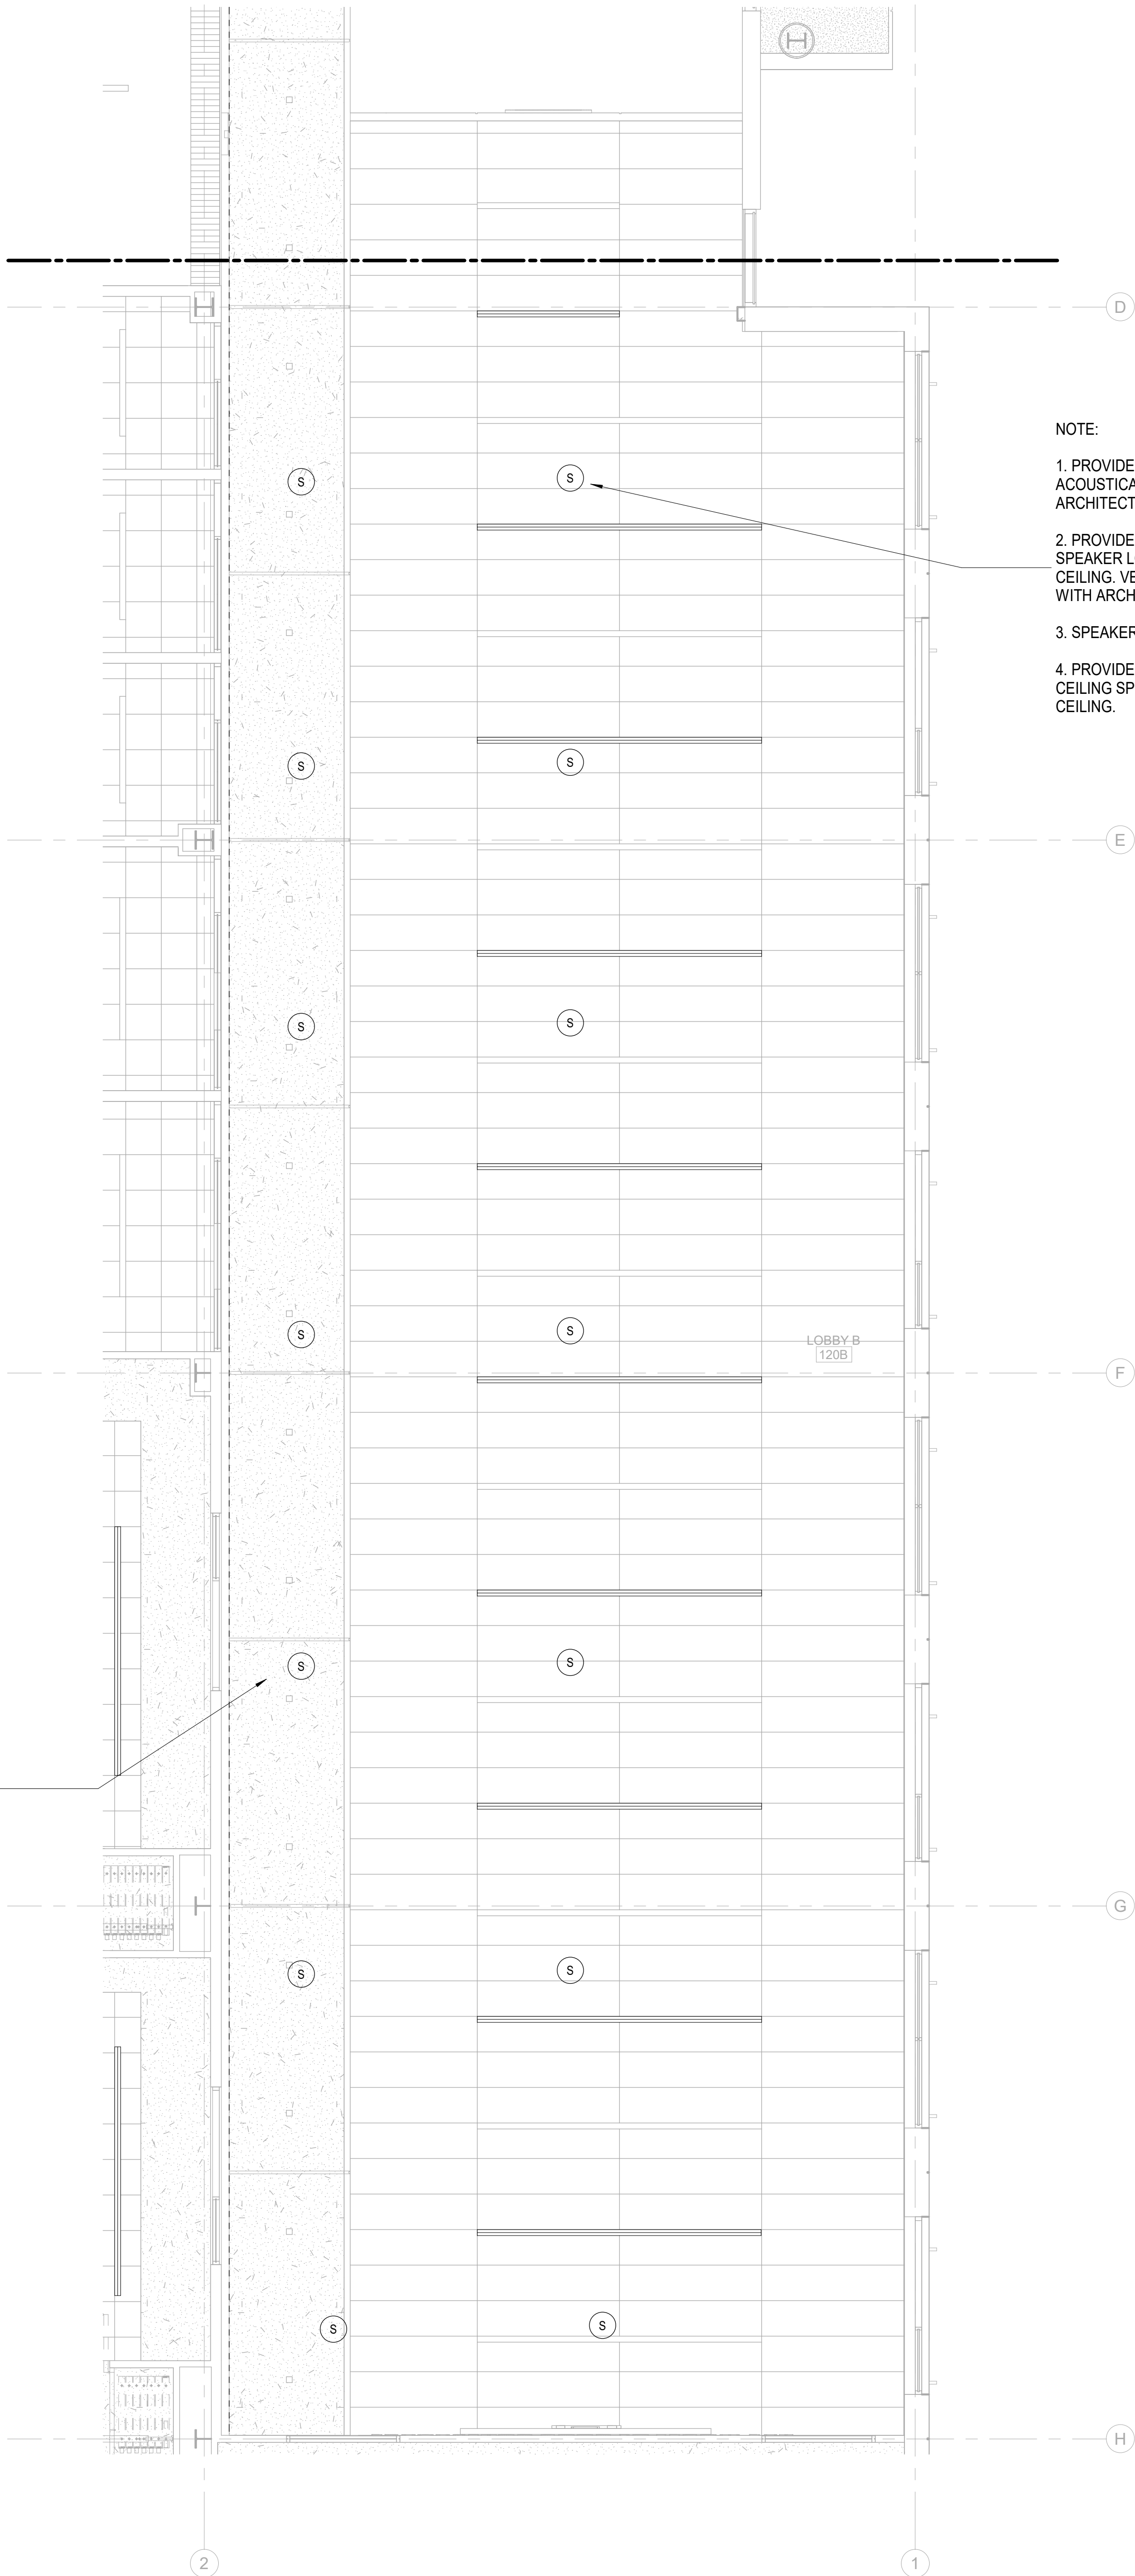 D
NOTE:
1. PROVIDE
ACOUSTICA
ARCHITECT
2. PROVIDE
SPEAKER L
CEILING. VE
WITH ARCH
3. SPEAKER
4. PROVIDE
CEILING SP
CEILING.
S S
S S
E
S S
S S
LOBBY B
120B
F
S S
G
S S
S S
H
2 1